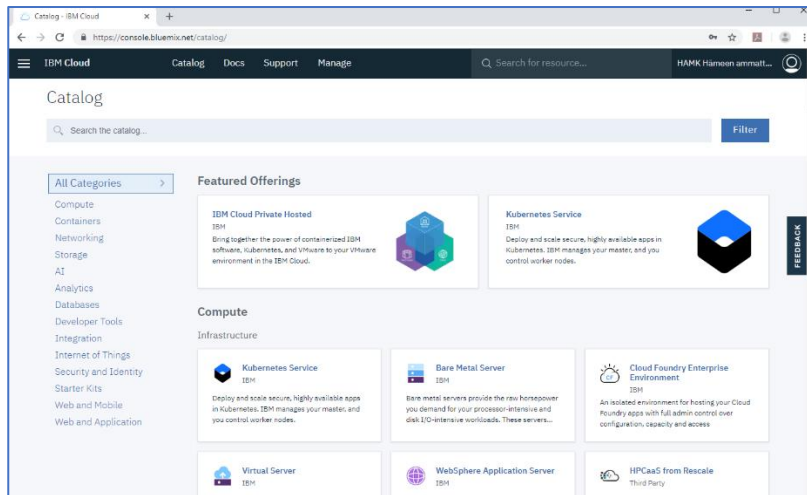 Catalog - IBM Cloud
https://console.bluemix.net/catalog/
IBM Cloud Catalog Docs Support Manage Search for resource... HAMK Hämeen ammatt...
Catalog
Search the catalog...
Filter
All Categories
Compute
Containers
Networking
Storage
AI
Analytics
Databases
Developer Tools
Integration
Internet of Things
Security and Identity
Starter Kits
Web and Mobile
Web and Application
Featured Offerings
IBM Cloud Private Hosted
IBM
Bring together the power of containerized IBM
software, Kubernetes, and VMware to your VMware
environment in the IBM Cloud.
Kubernetes Service
IBM
Deploy and scale secure, highly available apps in
Kubernetes. IBM manages your master, and you
control worker nodes.
FEEDBACK
Compute
Infrastructure
Kubernetes Service
IBM
Deploy and scale secure, highly available apps
in Kubernetes. IBM manages your master, and
you control worker nodes.
Bare Metal Server
IBM
Bare metal servers provide the raw horsepower
you demand for your processor-intensive and
disk I/O-intensive workloads. These servers...
CF
Cloud Foundry Enterprise
Environment
IBM
An isolated environment for hosting your Cloud
Foundry apps with full admin control over
configuration, capacity and access
Virtual Server
IBM
WebSphere Application Server
IBM
HPCaaS from Rescale
Third Party